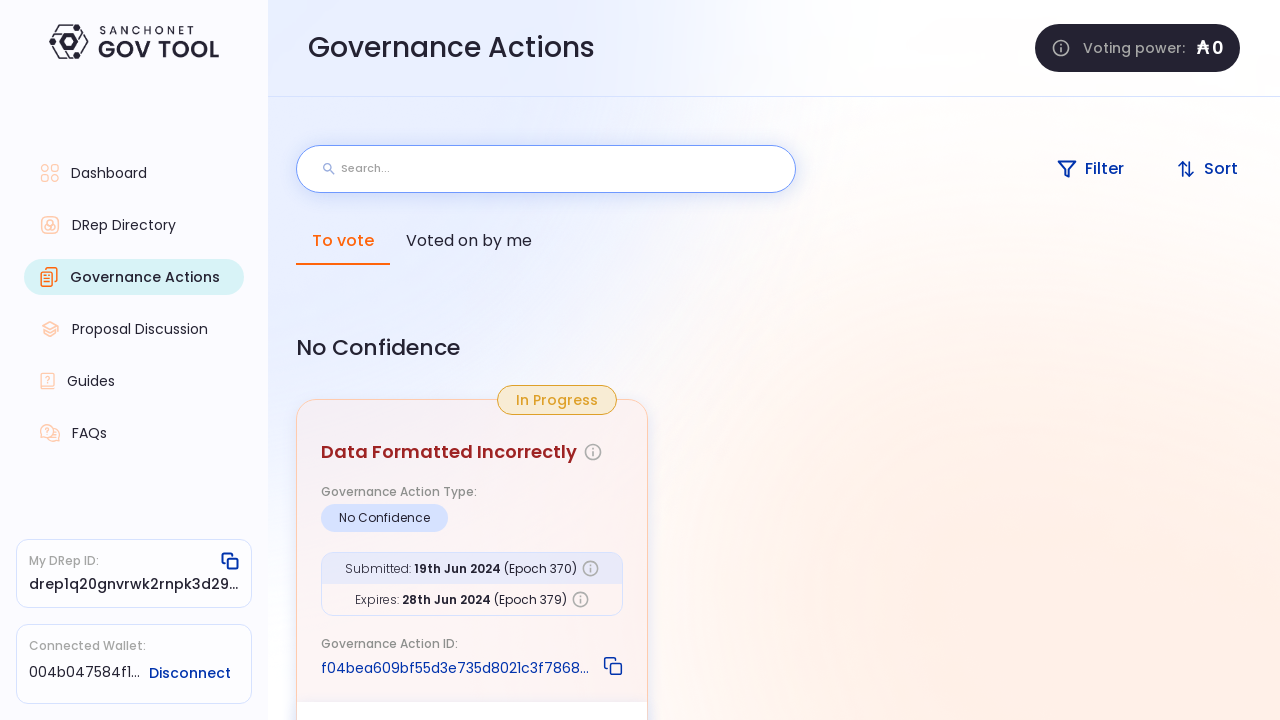 SANCHONET
GOV TOOL
Dashboard
DRep Directory
Governance Actions
Proposal Discussion
Guides
FAQs
My DRep ID:
drep1q20gnvrwk2rnpk3d29...
Connected Wallet:
004b047584f1... Disconnect
Governance Actions
Voting power: ₳ 0
Search...
Filter
Sort
To vote
Voted on by me
No Confidence
In Progress
Data Formatted Incorrectly
Governance Action Type:
No Confidence
Submitted: 19th Jun 2024 (Epoch 370)
Expires: 28th Jun 2024 (Epoch 379)
Governance Action ID:
f04bea609bf55d3e735d8021c3f7868...